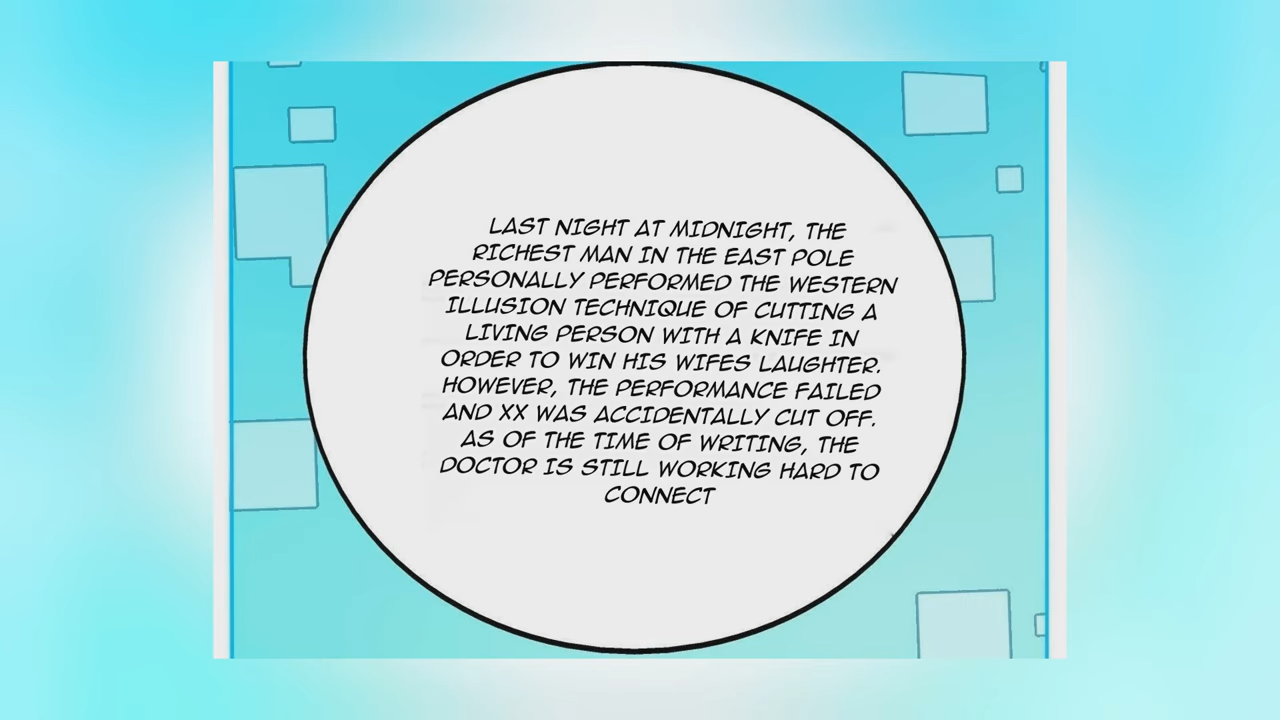 LAST NIGHT AT MIDNIGHT, THE
RICHEST MAN IN THE EAST POLE
PERSONALLY PERFORMED THE WESTERN
ILLUSION TECHNIQUE OF CUTTING A
LIVING PERSON WITH A KNIFE IN
ORDER TO WIN HIS WIFES LAUGHTER.
HOWEVER, THE PERFORMANCE FAILED
AND XX WAS ACCIDENTALLY CUT OFF.
AS OF THE TIME OF WRITING, THE
DOCTOR IS STILL WORKING HARD TO
CONNECT